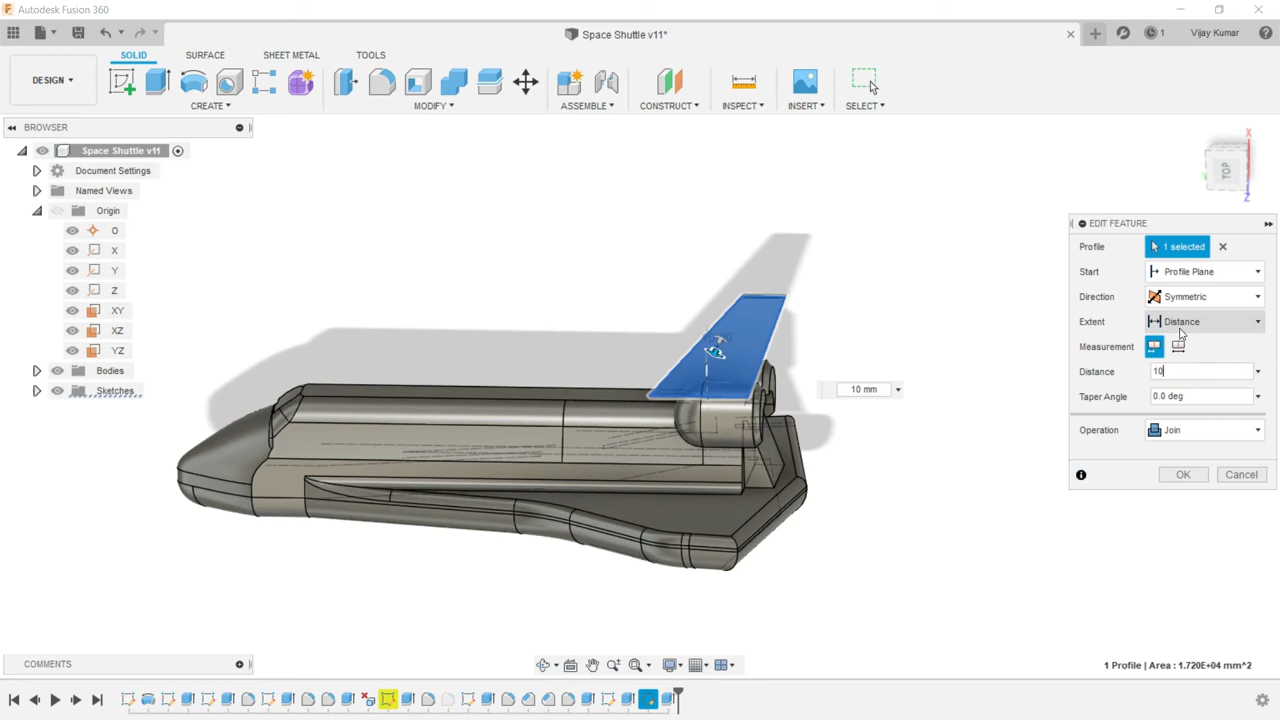 Autodesk Fusion 360
Space Shuttle v11*
1
Vijay Kumar
SOLID
SURFACE
SHEET METAL
TOOLS
DESIGN
CREATE
MODIFY
ASSEMBLE
CONSTRUCT
INSPECT
INSERT
SELECT
BROWSER
Space Shuttle v11
Document Settings
Named Views
Origin
O
X
Y
Z
XY
XZ
YZ
Bodies
Sketches
X
TOP
Z
10 mm
EDIT FEATURE
Profile 1 selected
Start Profile Plane
Direction Symmetric
Extent Distance
Measurement
Distance 10
Taper Angle 0.0 deg
Operation Join
OK Cancel
COMMENTS
1 Profile | Area : 1.720E+04 mm^2